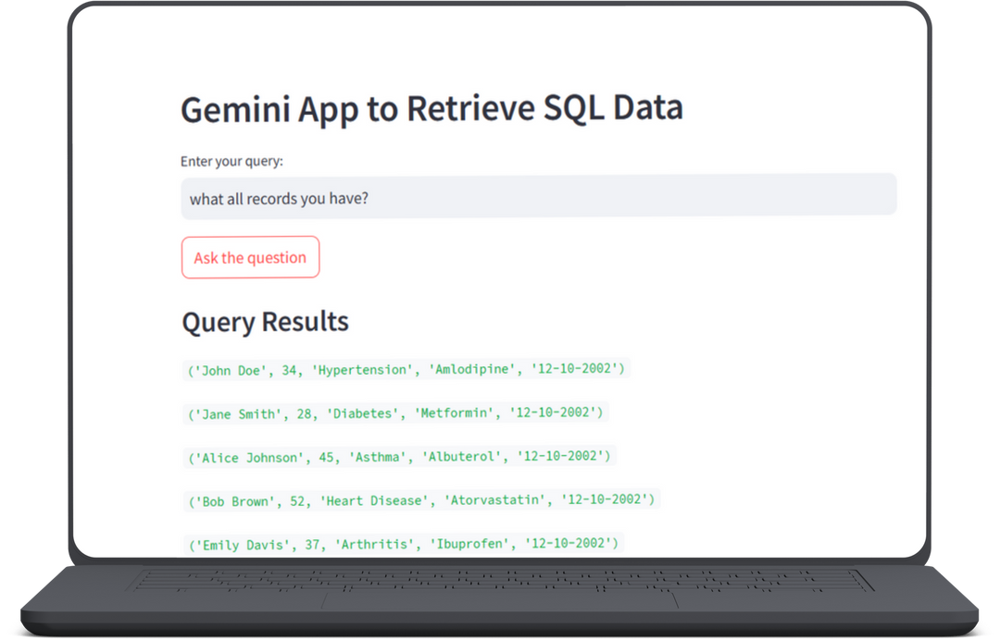 Gemini App to Retrieve SQL Data
Enter your query:
what all records you have?
Ask the question
Query Results
('John Doe', 34, 'Hypertension', 'Amlodipine', '12-10-2002')
('Jane Smith', 28, 'Diabetes', 'Metformin', '12-10-2002')
('Alice Johnson', 45, 'Asthma', 'Albuterol', '12-10-2002')
('Bob Brown', 52, 'Heart Disease', 'Atorvastatin', '12-10-2002')
('Emily Davis', 37, 'Arthritis', 'Ibuprofen', '12-10-2002')